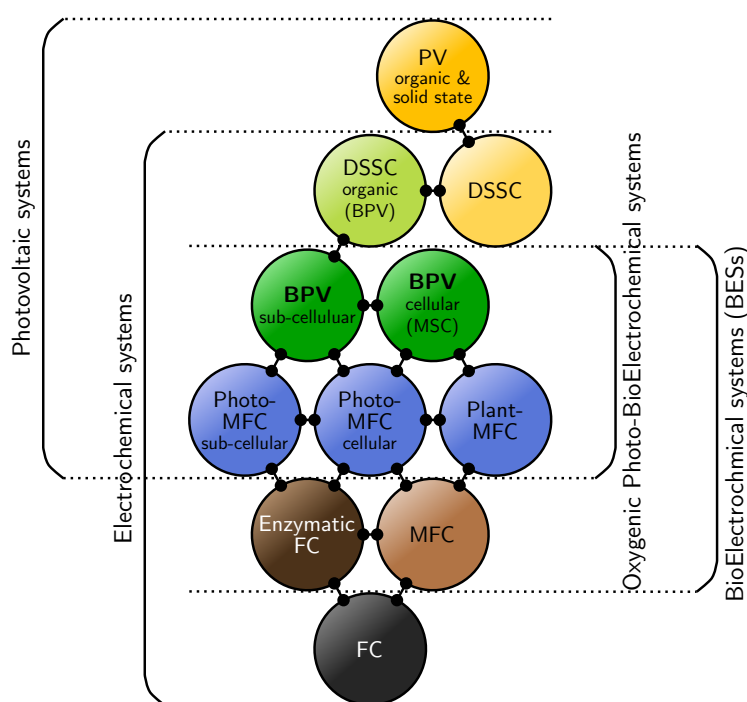 PV
organic &
solid state
DSSC
organic
(BPV)
DSSC
BPV
sub-celluluar
BPV
cellular
(MSC)
Photo-
MFC
sub-cellular
Photo-
MFC
cellular
Plant-
MFC
Enzymatic
FC
MFC
FC
Photovoltaic systems
Electrochemical systems
Oxygenic Photo-BioElectrochemical systems
BioElectrochmical systems (BESs)